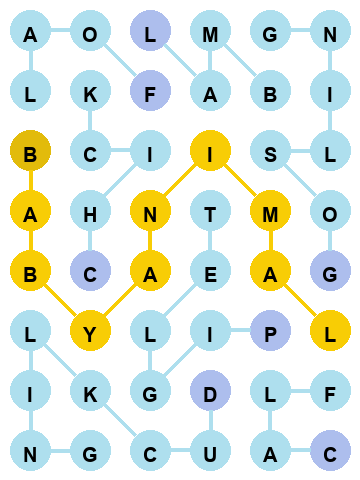 A O L M G N
L K F A B I
B C I I S L
A H N T M O
B C A E A G
L Y L I P L
I K G D L F
N G C U A C